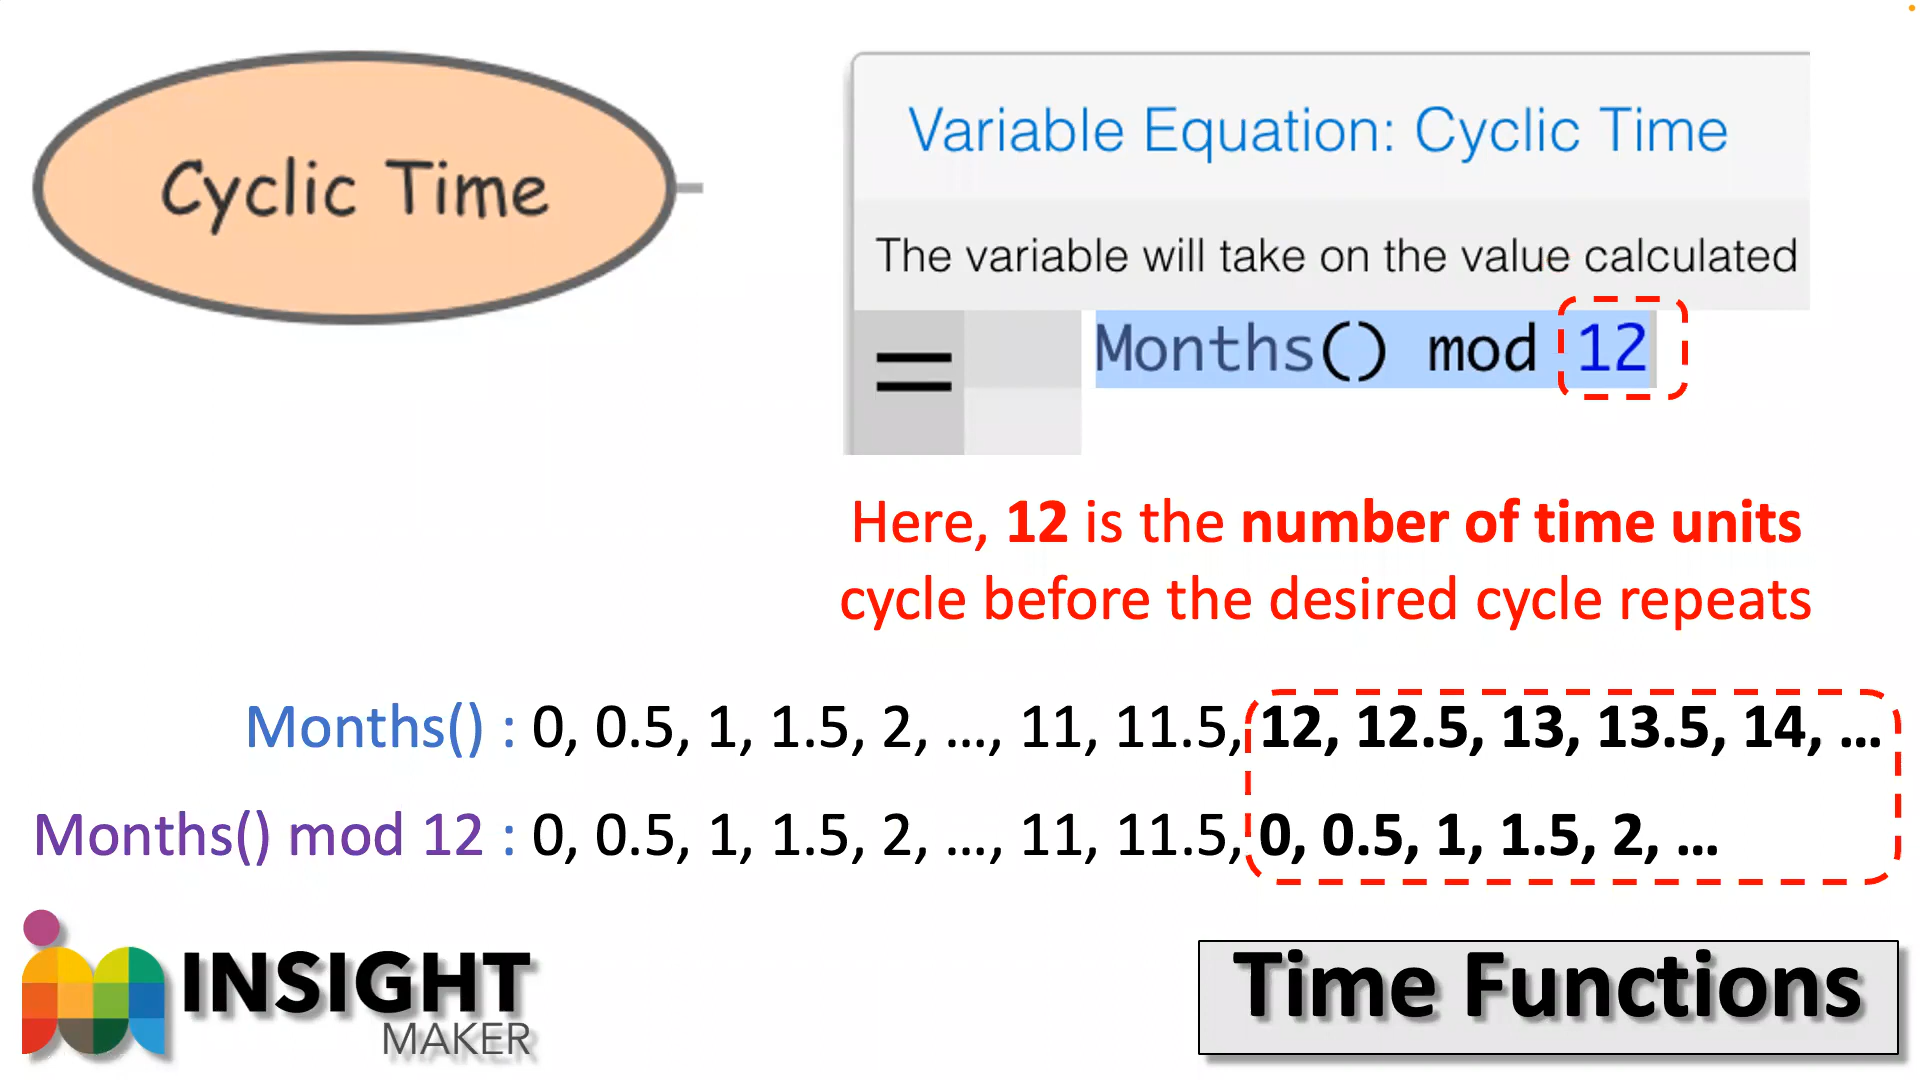 Cyclic Time
Variable Equation: Cyclic Time
The variable will take on the value calculated
= Months() mod 12
Here, 12 is the number of time units
cycle before the desired cycle repeats
Months() : 0, 0.5, 1, 1.5, 2, ..., 11, 11.5, 12, 12.5, 13, 13.5, 14, ...
Months() mod 12 : 0, 0.5, 1, 1.5, 2, ..., 11, 11.5, 0, 0.5, 1, 1.5, 2, ...
INSIGHT
MAKER
Time Functions